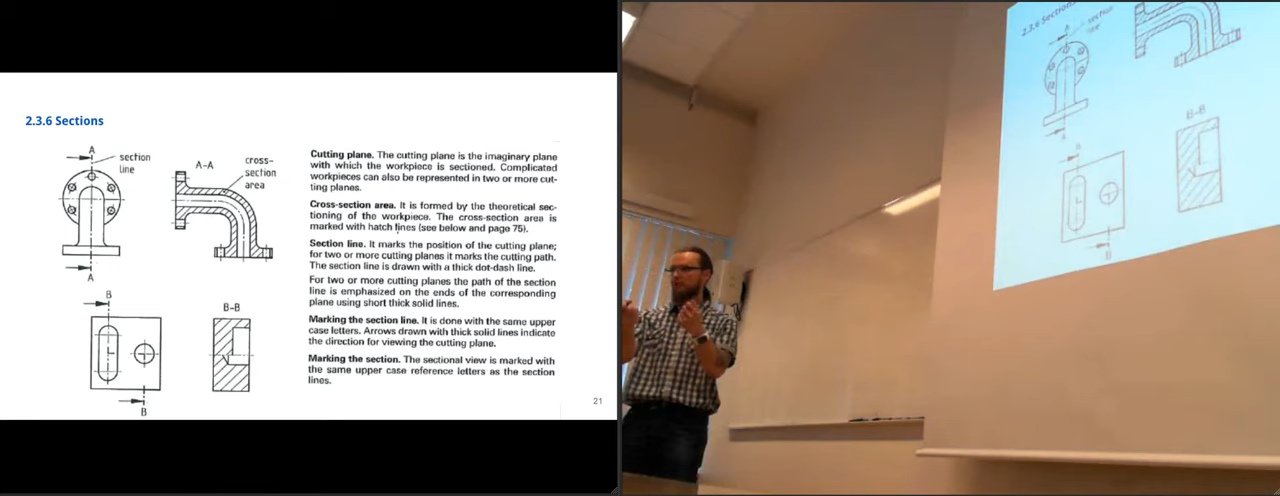 2.3.6 Sections
A
section
line
A-A
cross-
section
area
A
B
B-B
B
Cutting plane. The cutting plane is the imaginary plane
with which the workpiece is sectioned. Complicated
workpieces can also be represented in two or more cut-
ting planes.
Cross-section area. It is formed by the theoretical sec-
tioning of the workpiece. The cross-section area is
marked with hatch lines (see below and page 75).
Section line. It marks the position of the cutting plane;
for two or more cutting planes it marks the cutting path.
The section line is drawn with a thick dot-dash line.
For two or more cutting planes the path of the section
line is emphasized on the ends of the corresponding
plane using short thick solid lines.
Marking the section line. It is done with the same upper
case letters. Arrows drawn with thick solid lines indicate
the direction for viewing the cutting plane.
Marking the section. The sectional view is marked with
the same upper case reference letters as the section
lines.
21
2.3.6 Sections
A
section
line
A
B
B-B
B